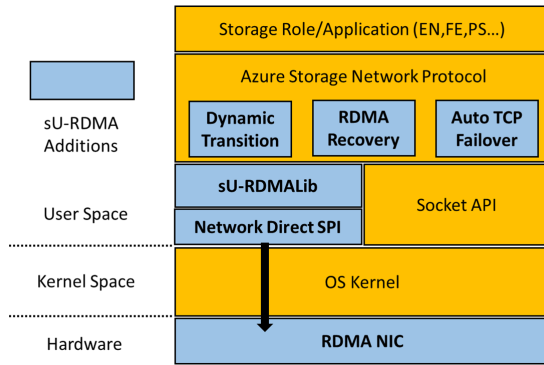 Storage Role/Application (EN,FE,PS...)
Azure Storage Network Protocol
Dynamic
Transition
RDMA
Recovery
Auto TCP
Failover
sU-RDMA
Additions
sU-RDMALib
Network Direct SPI
Socket API
User Space
Kernel Space
OS Kernel
Hardware
RDMA NIC